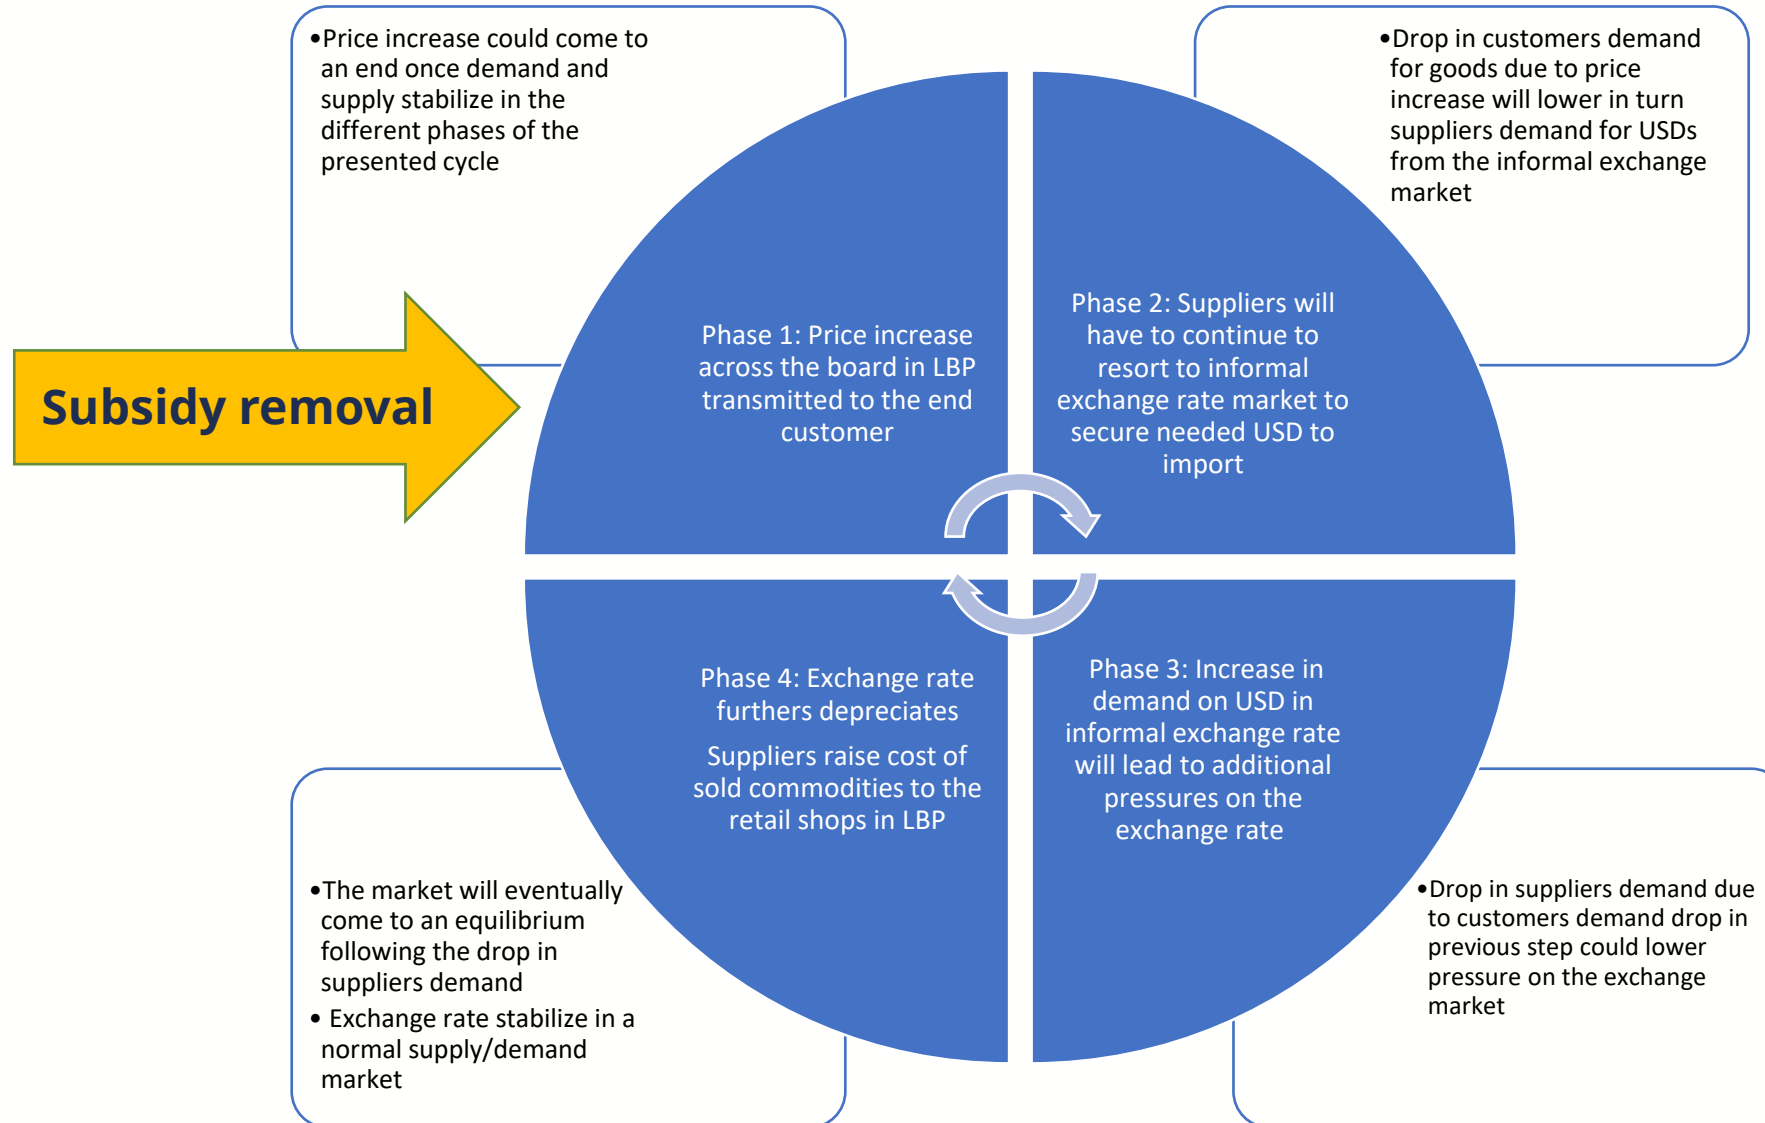 •Price increase could come to
an end once demand and
supply stabilize in the
different phases of the
presented cycle
•Drop in customers demand
for goods due to price
increase will lower in turn
suppliers demand for USDs
from the informal exchange
market
Subsidy removal
Phase 1: Price increase
across the board in LBP
transmitted to the end
customer
Phase 2: Suppliers will
have to continue to
resort to informal
exchange rate market to
secure needed USD to
import
Phase 3: Increase in
demand on USD in
informal exchange rate
will lead to additional
pressures on the
exchange rate
Phase 4: Exchange rate
furthers depreciates
Suppliers raise cost of
sold commodities to the
retail shops in LBP
•The market will eventually
come to an equilibrium
following the drop in
suppliers demand
• Exchange rate stabilize in a
normal supply/demand
market
•Drop in suppliers demand due
to customers demand drop in
previous step could lower
pressure on the exchange
market